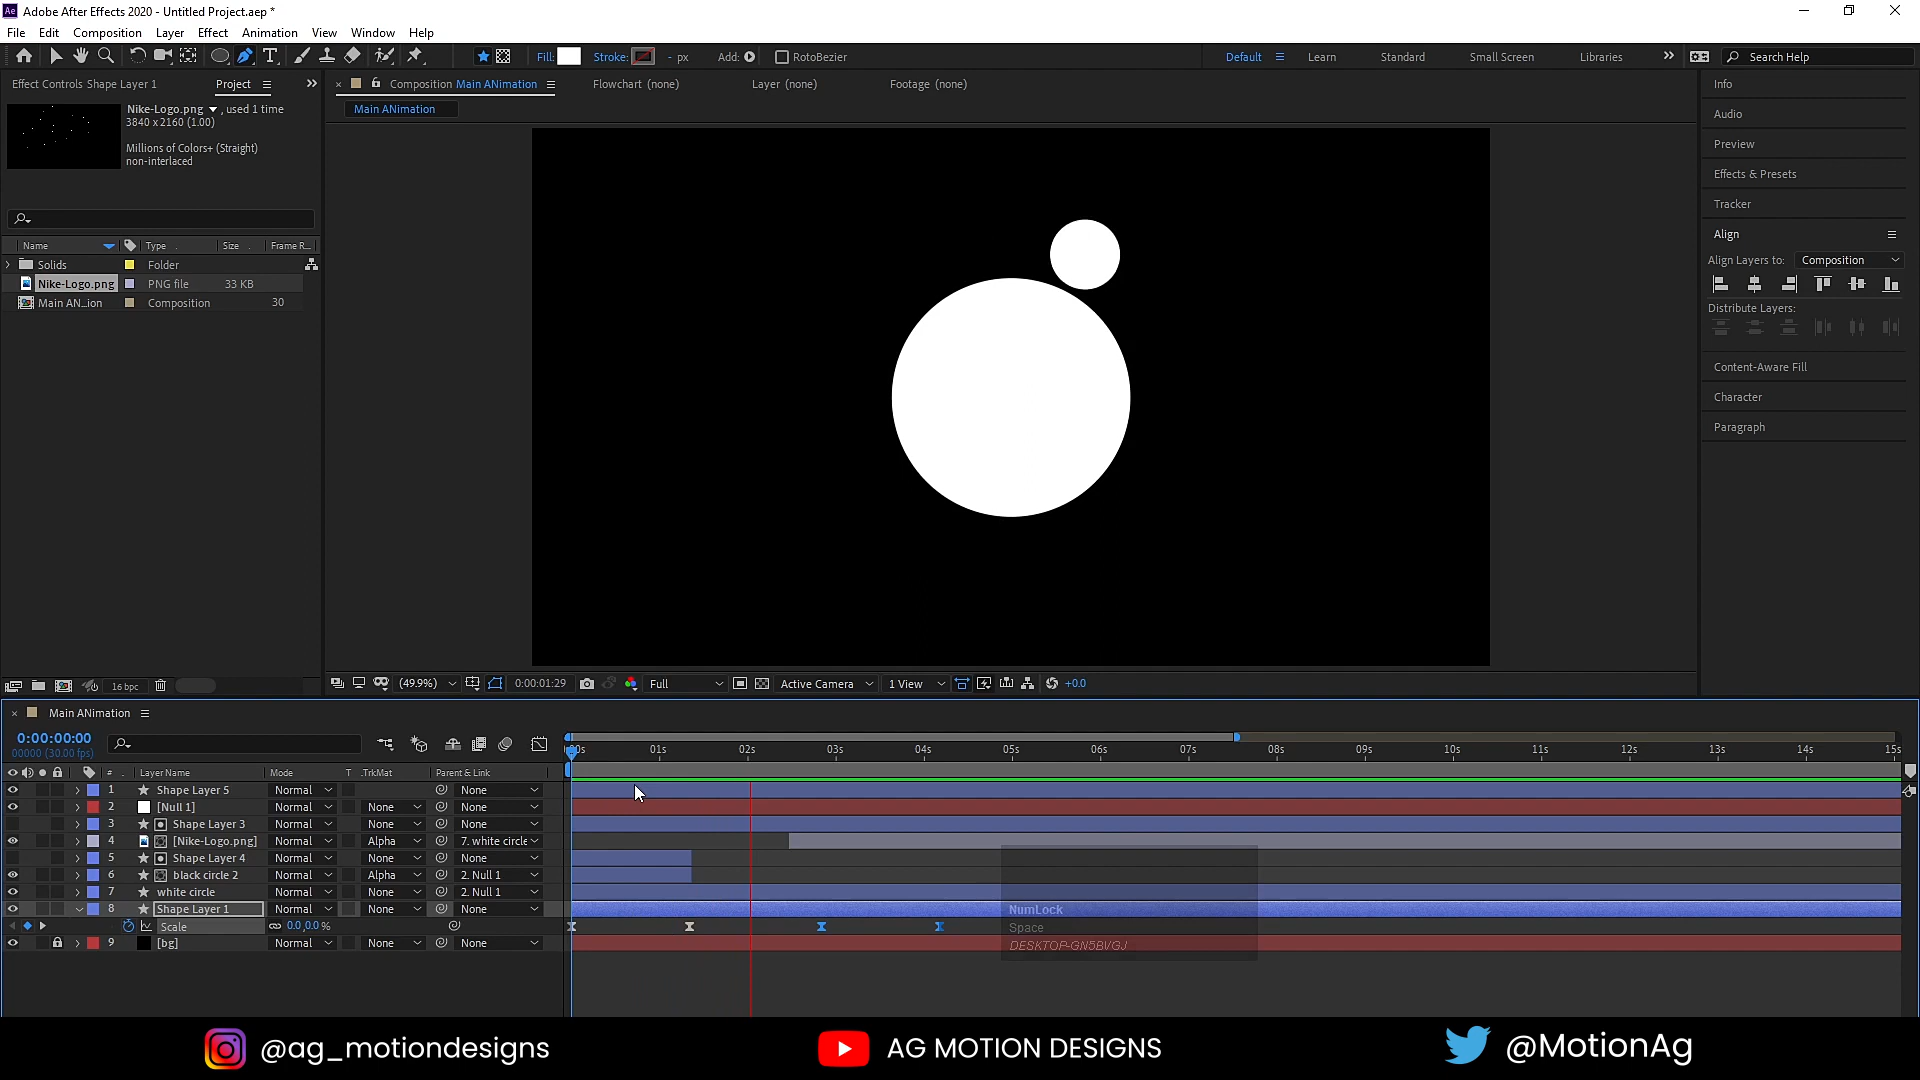 Ae Adobe After Effects 2020 - Untitled Project.aep *
File Edit Composition Layer Effect Animation View Window Help
Fill: Stroke: - px Add: RotoBezier Default Learn Standard Small Screen Libraries Search Help
Effect Controls Shape Layer 1 Project
Composition Main ANimation Flowchart (none) Layer (none) Footage (none)
Main ANimation
Nike-Logo.png , used 1 time
3840 x 2160 (1.00)
Millions of Colors+ (Straight)
non-interlaced
Name Type Size Frame R...
Solids Folder
Nike-Logo.png PNG file 33 KB
Main AN...ion Composition 30
Info
Audio
Preview
Effects & Presets
Tracker
Align
Align Layers to: Composition
Distribute Layers:
Content-Aware Fill
Character
Paragraph
16 bpc (49.9%) 0:00:01:29 Full Active Camera 1 View +0.0
Main ANimation
0:00:00:00
00000 (30.00 fps)
:00s 01s 02s 03s 04s 05s 06s 07s 08s 09s 10s 11s 12s 13s 14s 15s
# Layer Name Mode T .TrkMat Parent & Link
1 Shape Layer 5 Normal None
2 [Null 1] Normal None None
3 Shape Layer 3 Normal None None
4 [Nike-Logo.png] Normal Alpha 7. white circle
5 Shape Layer 4 Normal None None
6 black circle 2 Normal Alpha 2. Null 1
7 white circle Normal None 2. Null 1
8 Shape Layer 1 Normal None None
Scale 0.0,0.0%
9 [bg] Normal None None
NumLock
Space
DESKTOP-GN5BVGJ
@ag_motiondesigns AG MOTION DESIGNS @MotionAg